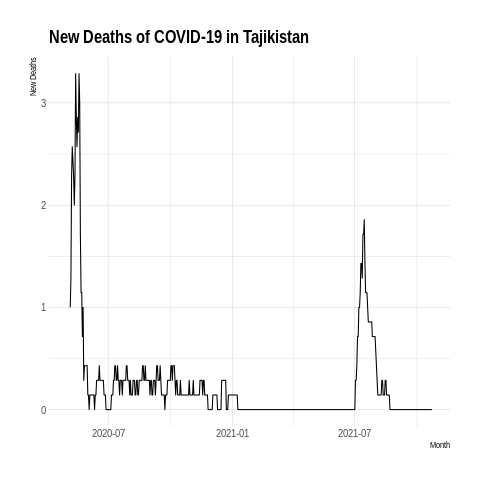 New Deaths of COVID-19 in Tajikistan
New Deaths
3
2
1
0
2020-07
2021-01
2021-07
Month